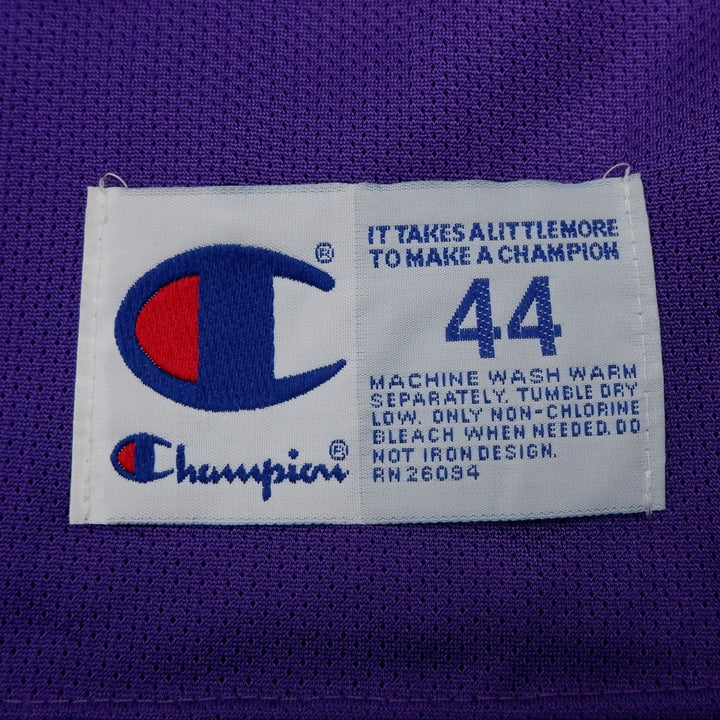 Champion
IT TAKES A LITTLE MORE
TO MAKE A CHAMPION
44
MACHINE WASH WARM
SEPARATELY. TUMBLE DRY
LOW. ONLY NON-CHLORINE
BLEACH WHEN NEEDED. DO
NOT IRON DESIGN.
RN 26094